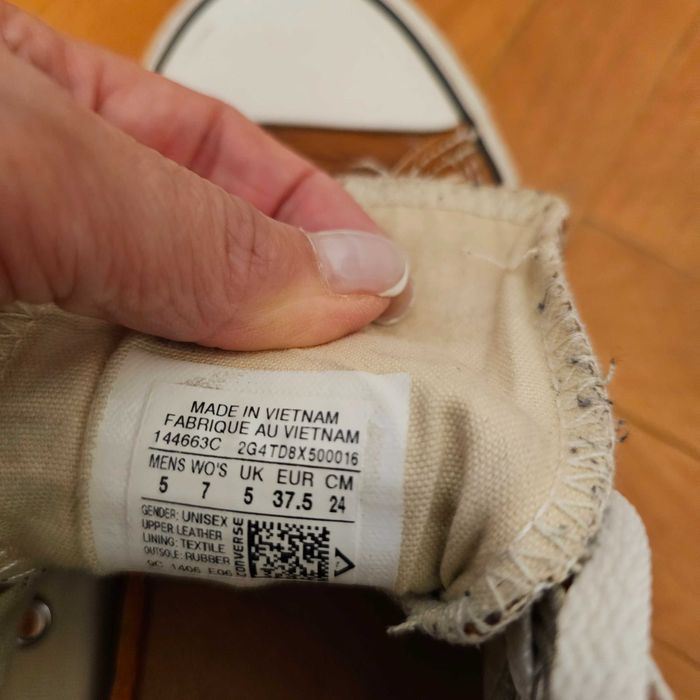 MADE IN VIETNAM
FABRIQUE AU VIETNAM
144663C 2G4TD8X500016
MENS WO'S UK EUR CM
5 7 5 37.5 24
GENDER: UNISEX
UPPER:LEATHER
LINING: TEXTILE
OUTSOLE: RUBBER
CONVERSE